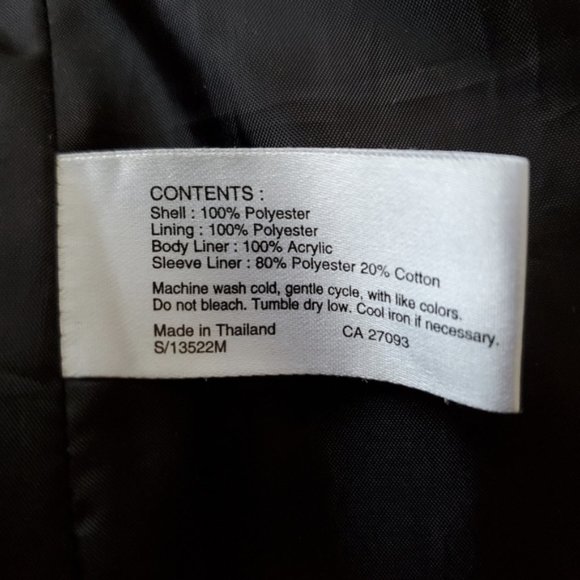 CONTENTS :
Shell : 100% Polyester
Lining : 100% Polyester
Body Liner : 100% Acrylic
Sleeve Liner : 80% Polyester 20% Cotton
Machine wash cold, gentle cycle, with like colors.
Do not bleach. Tumble dry low. Cool iron if necessary.
Made in Thailand CA 27093
S/13522M